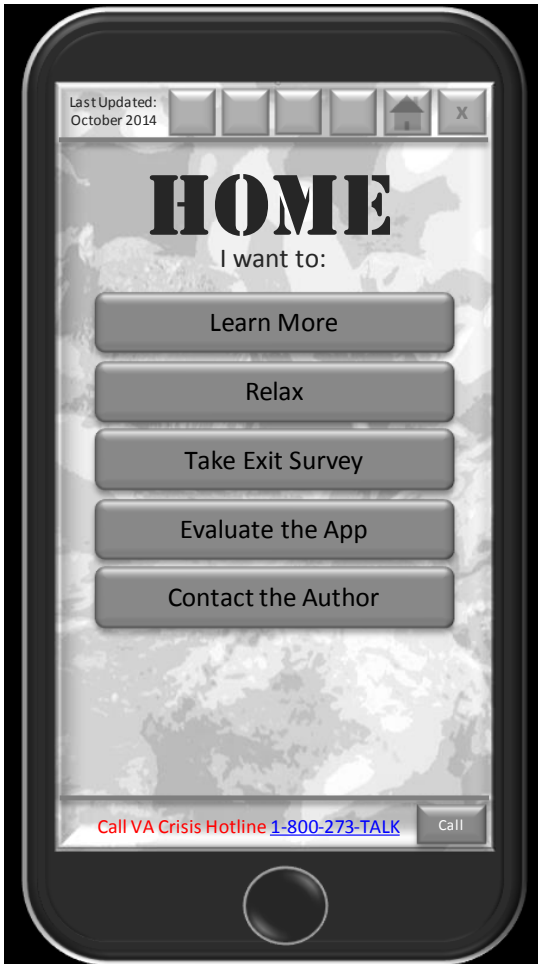 Last Updated:
October 2014
X
HOME
I want to:
Learn More
Relax
Take Exit Survey
Evaluate the App
Contact the Author
Call VA Crisis Hotline 1-800-273-TALK
Call